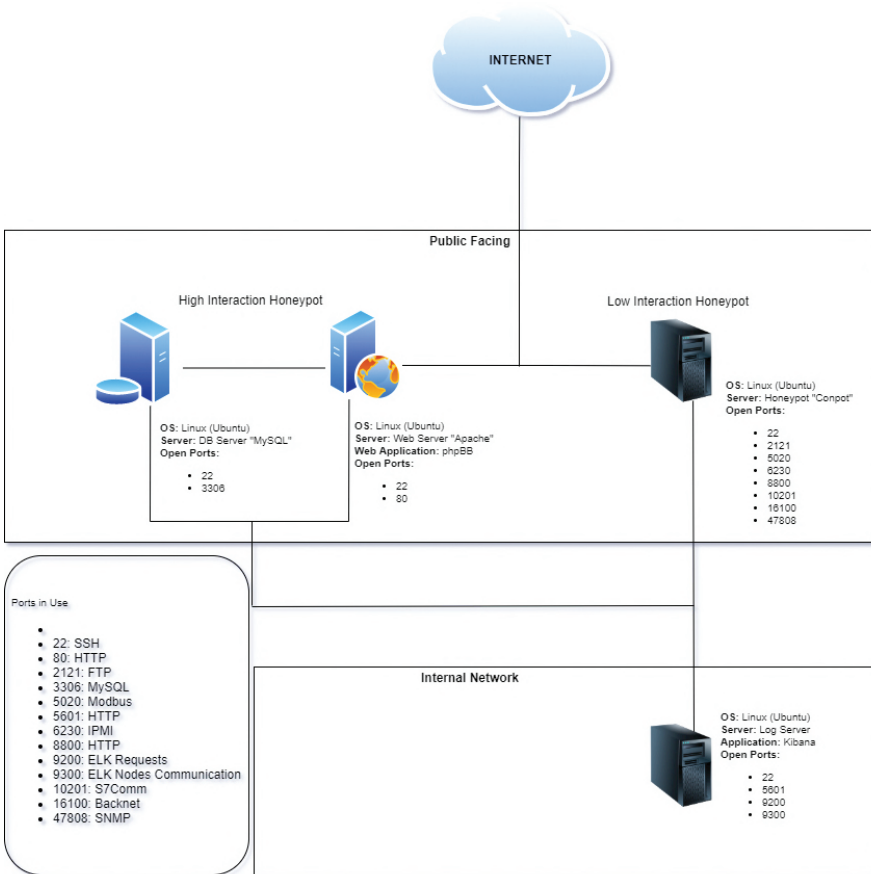 INTERNET
Public Facing
High Interaction Honeypot
Low Interaction Honeypot
OS: Linux (Ubuntu)
Server: DB Server "MySQL"
Open Ports:
22
3306
OS: Linux (Ubuntu)
Server: Web Server "Apache"
Web Application: phpBB
Open Ports:
22
80
OS: Linux (Ubuntu)
Server: Honeypot "Conpot"
Open Ports:
22
2121
5020
6230
8800
10201
16100
47808
Ports in Use
22: SSH
80: HTTP
2121: FTP
3306: MySQL
5020: Modbus
5601: HTTP
6230: IPMI
8800: HTTP
9200: ELK Requests
9300: ELK Nodes Communication
10201: S7Comm
16100: Backnet
47808: SNMP
Internal Network
OS: Linux (Ubuntu)
Server: Log Server
Application: Kibana
Open Ports:
22
5601
9200
9300